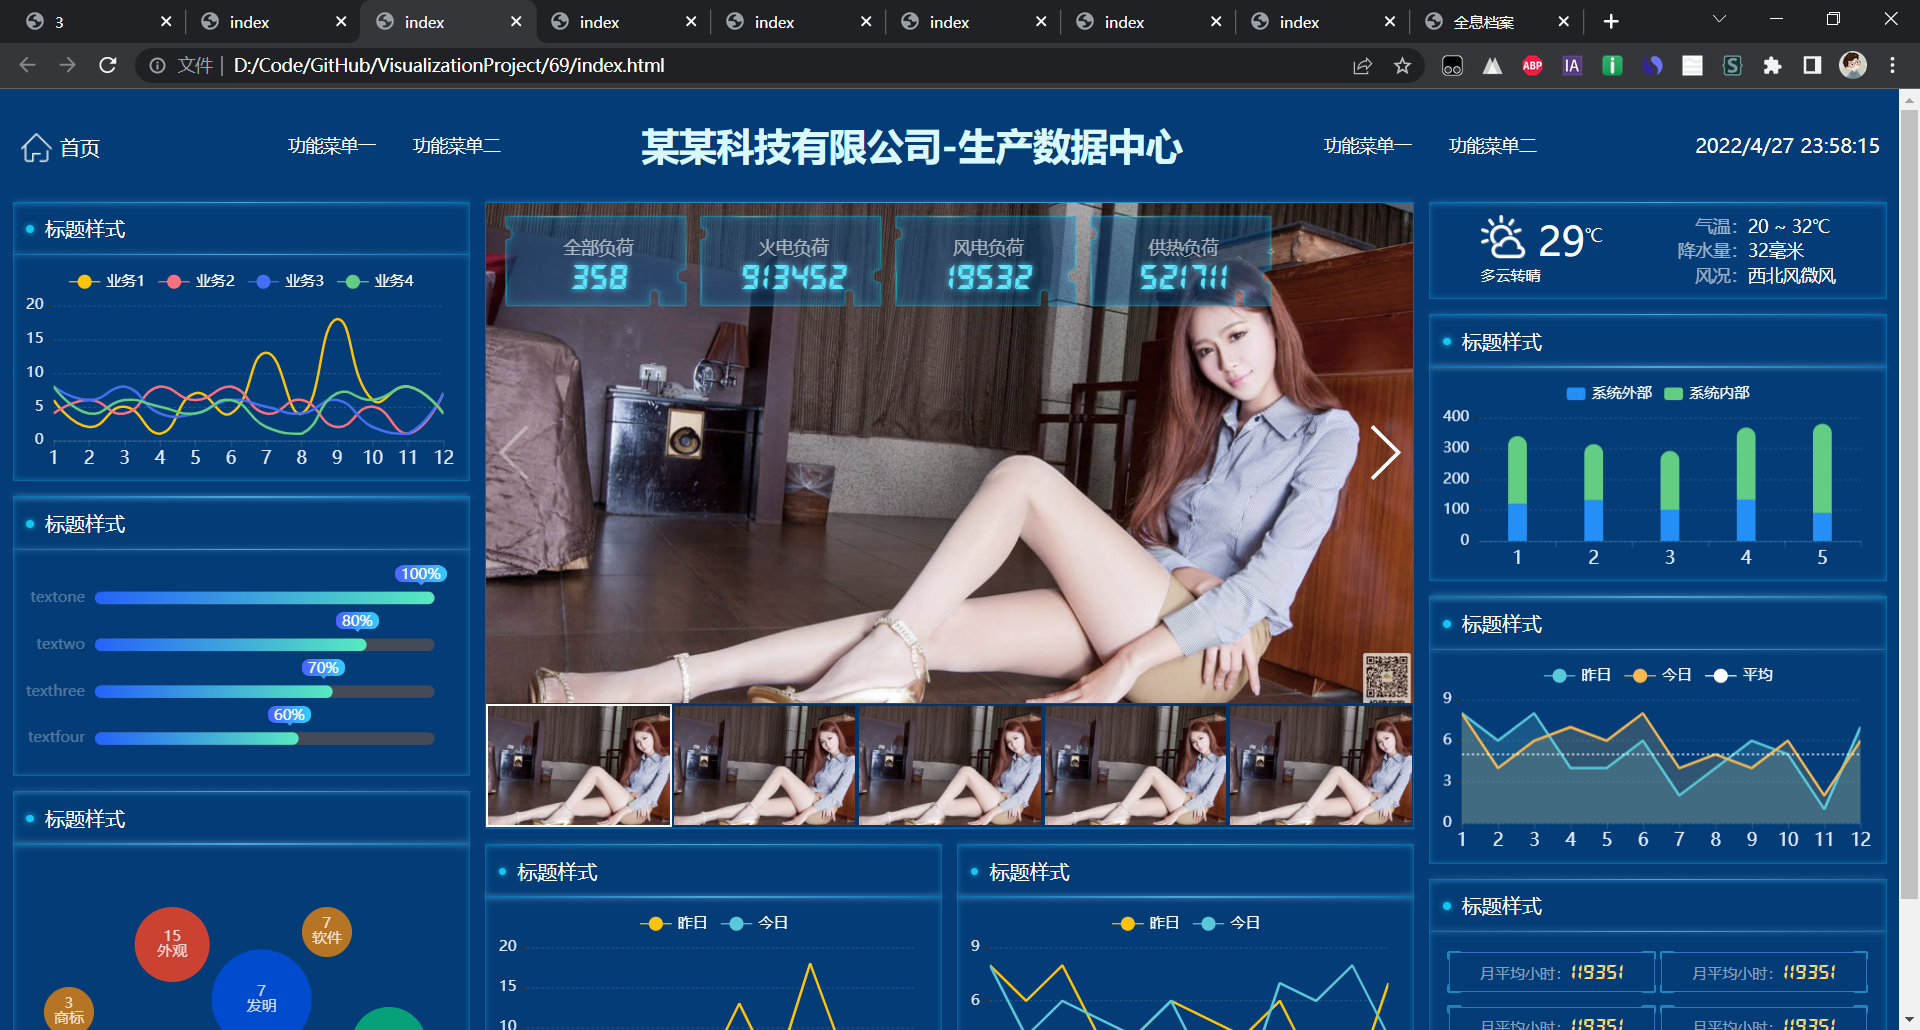 3
index
index
index
index
index
index
index
全息档案
文件
D:/Code/GitHub/VisualizationProject/69/index.html
ABP
IA
首页
功能菜单一
功能菜单二
某某科技有限公司-生产数据中心
功能菜单一
功能菜单二
2022/4/27 23:58:15
标题样式
业务1 业务2 业务3 业务4
20
15
10
5
0
1 2 3 4 5 6 7 8 9 10 11 12
标题样式
100%
textone
80%
textwo
70%
texthree
60%
textfour
标题样式
15
外观
7
软件
7
发明
3
商标
全部负荷
358
火电负荷
913452
风电负荷
19532
供热负荷
521711
标题样式
昨日 今日
20
15
10
标题样式
昨日 今日
9
6
29℃
多云转晴
气温： 20 ~ 32℃
降水量： 32毫米
风况： 西北风微风
标题样式
系统外部 系统内部
400
300
200
100
0
1 2 3 4 5
标题样式
昨日 今日 平均
9
6
3
0
1 2 3 4 5 6 7 8 9 10 11 12
标题样式
月平均小时： 119351
月平均小时： 119351
月平均小时： 119351
月平均小时： 119351